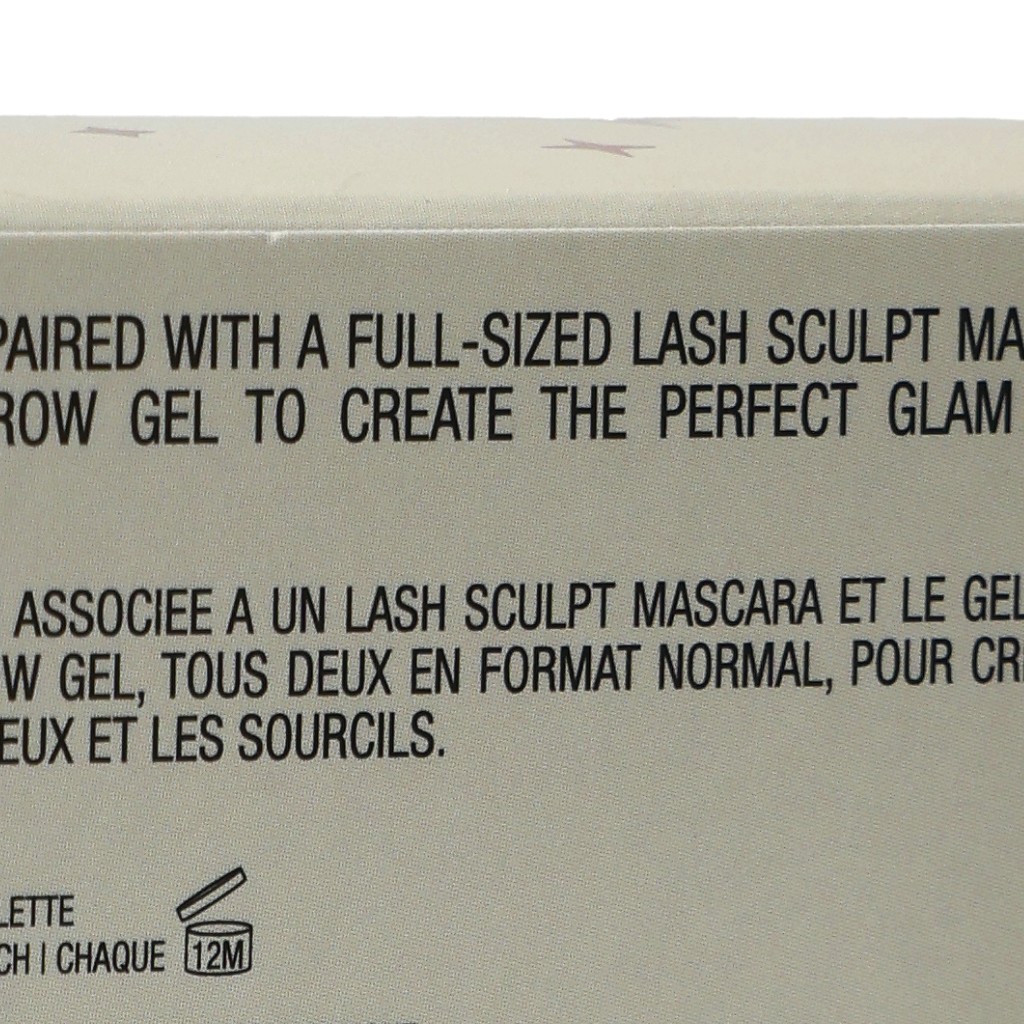 PAIRED WITH A FULL-SIZED LASH SCULPT MA
ROW GEL TO CREATE THE PERFECT GLAM
ASSOCIEE A UN LASH SCULPT MASCARA ET LE GEL
W GEL, TOUS DEUX EN FORMAT NORMAL, POUR CR
EUX ET LES SOURCILS.
LETTE
CH I CHAQUE 12M